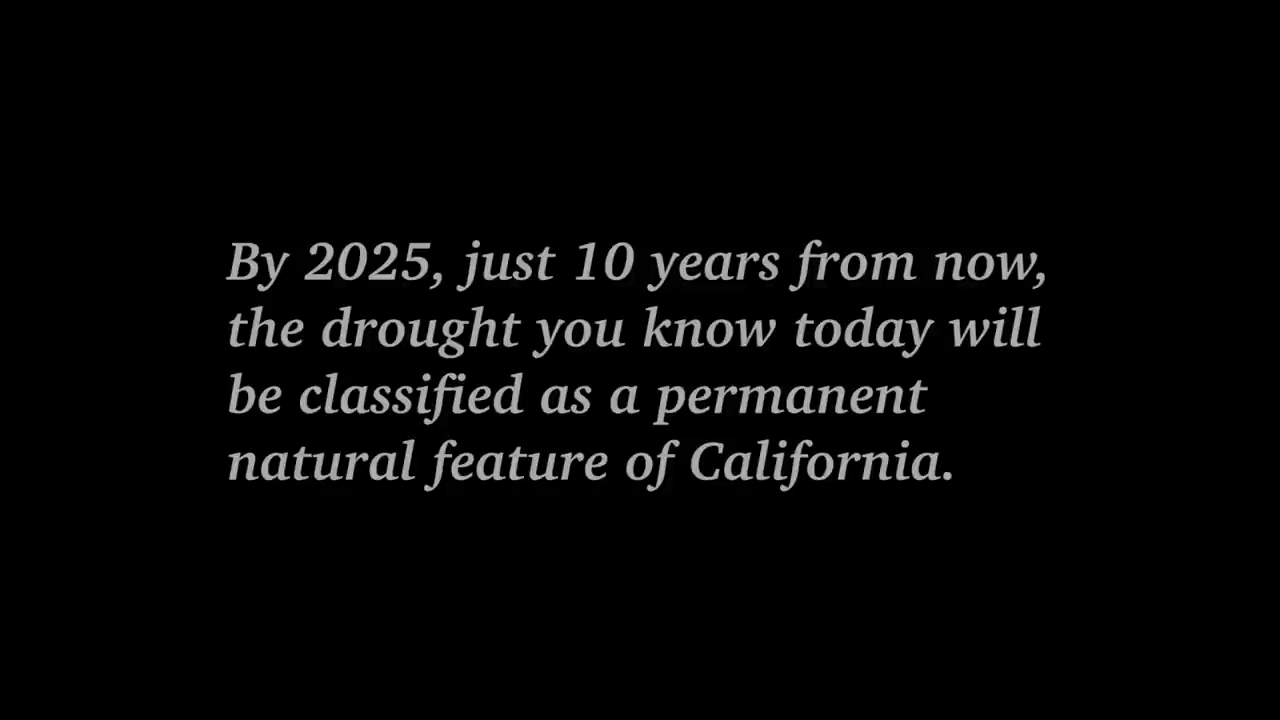 By 2025, just 10 years from now,
the drought you know today will
be classified as a permanent
natural feature of California.